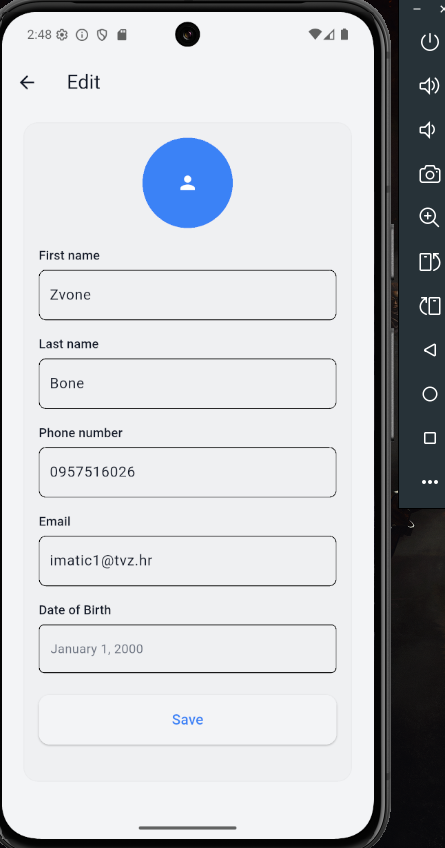 2:48
Edit
First name
Zvone
Last name
Bone
Phone number
0957516026
Email
imatic1@tvz.hr
Date of Birth
January 1, 2000
Save